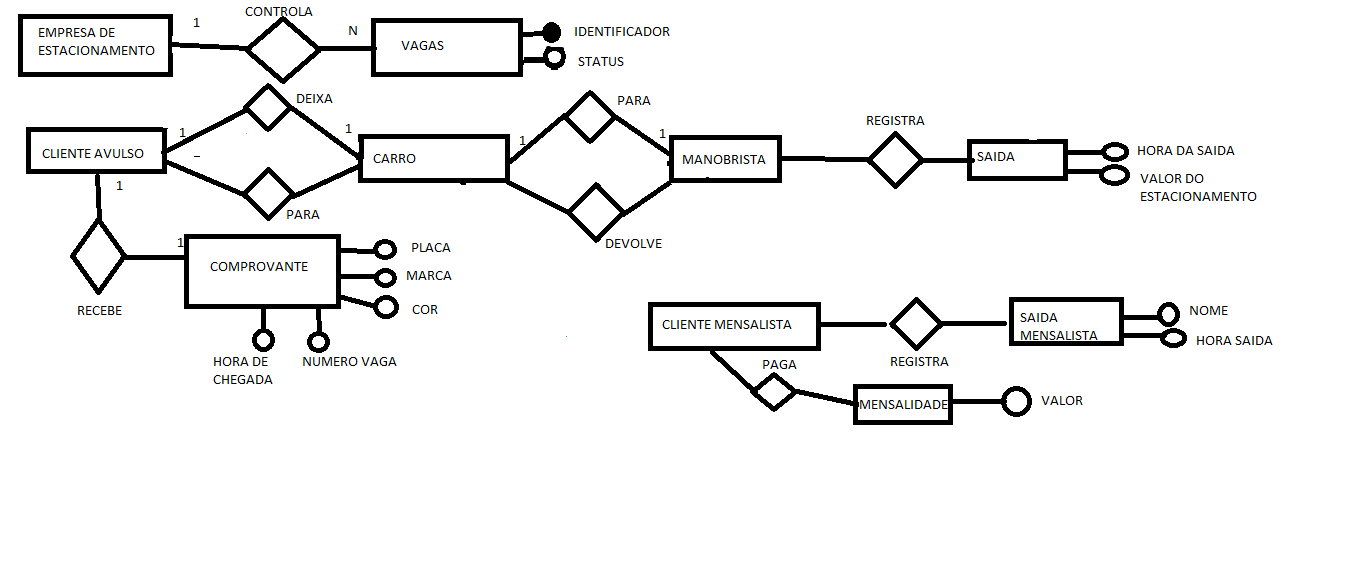 CONTROLA
1
N
EMPRESA DE
ESTACIONAMENTO
VAGAS
IDENTIFICADOR
STATUS
DEIXA
PARA
REGISTRA
1
1
1
1
CLIENTE AVULSO
–
CARRO
MANOBRISTA
SAIDA
HORA DA SAIDA
VALOR DO
ESTACIONAMENTO
1
PARA
DEVOLVE
1
COMPROVANTE
PLACA
MARCA
COR
RECEBE
HORA DE
CHEGADA
NUMERO VAGA
CLIENTE MENSALISTA
REGISTRA
SAIDA
MENSALISTA
NOME
HORA SAIDA
PAGA
MENSALIDADE
VALOR